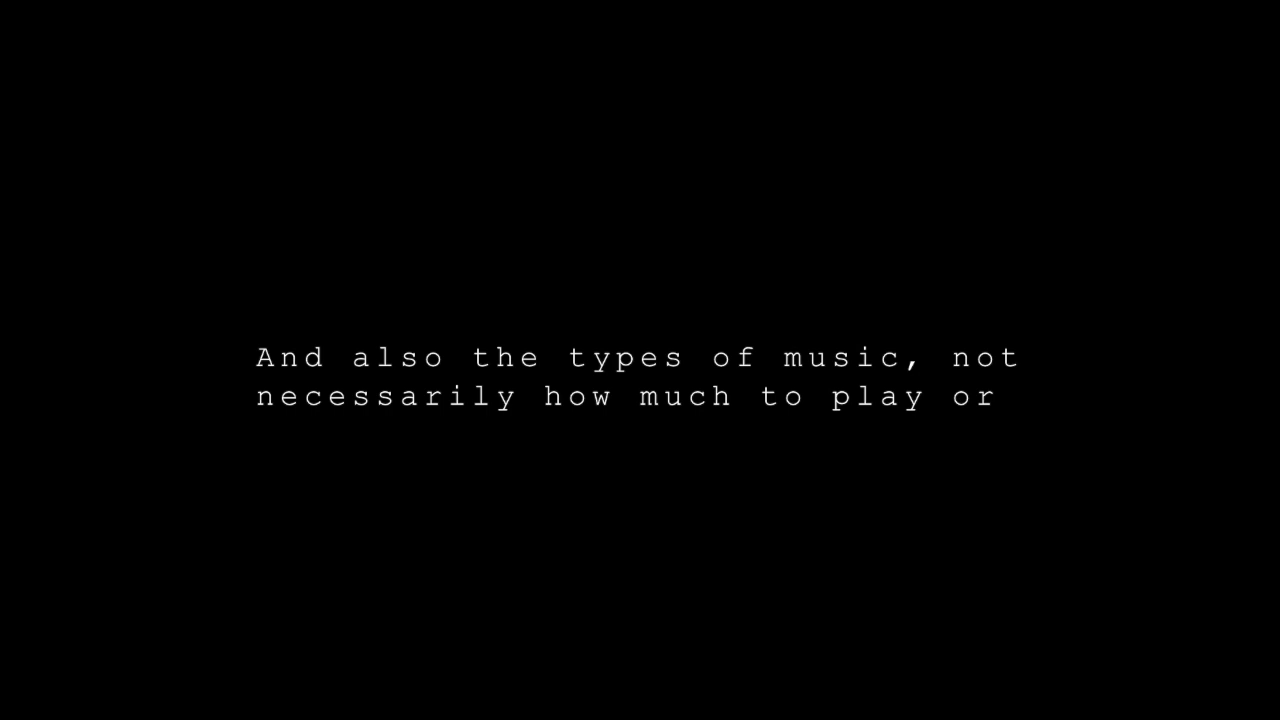 And also the types of music, not
necessarily how much to play or